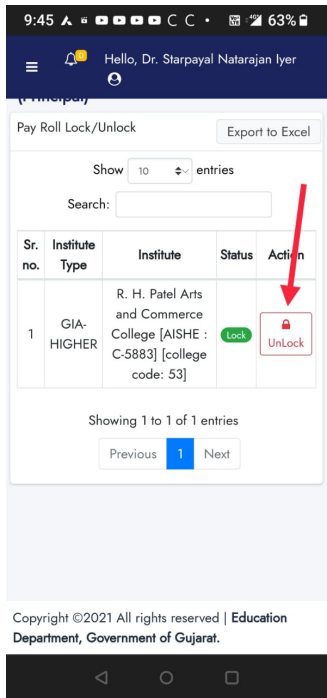 9:45
C C
63%
0
Hello, Dr. Starpayal Natarajan Iyer
(Principal)
Pay Roll Lock/Unlock
Export to Excel
Show 10 entries
Search:
Sr. no.
Institute Type
Institute
Status
Action
1
GIA-
HIGHER
R. H. Patel Arts
and Commerce
College [AISHE :
C-5883] [college
code: 53]
Lock
UnLock
Showing 1 to 1 of 1 entries
Previous 1 Next
Copyright ©2021 All rights reserved | Education
Department, Government of Gujarat.